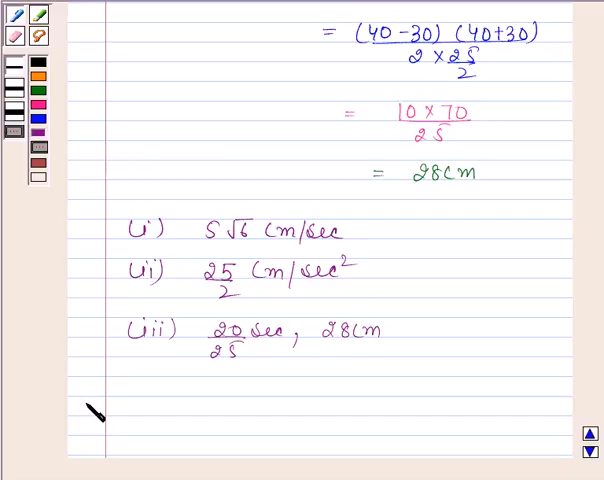 = (40 - 30) (40+30)
2 × 25
2
= 10 × 70
25
= 28cm
(i) 5√6 cm/sec
(ii) 25 cm/sec²
2
(iii) 20 sec, 28cm
25